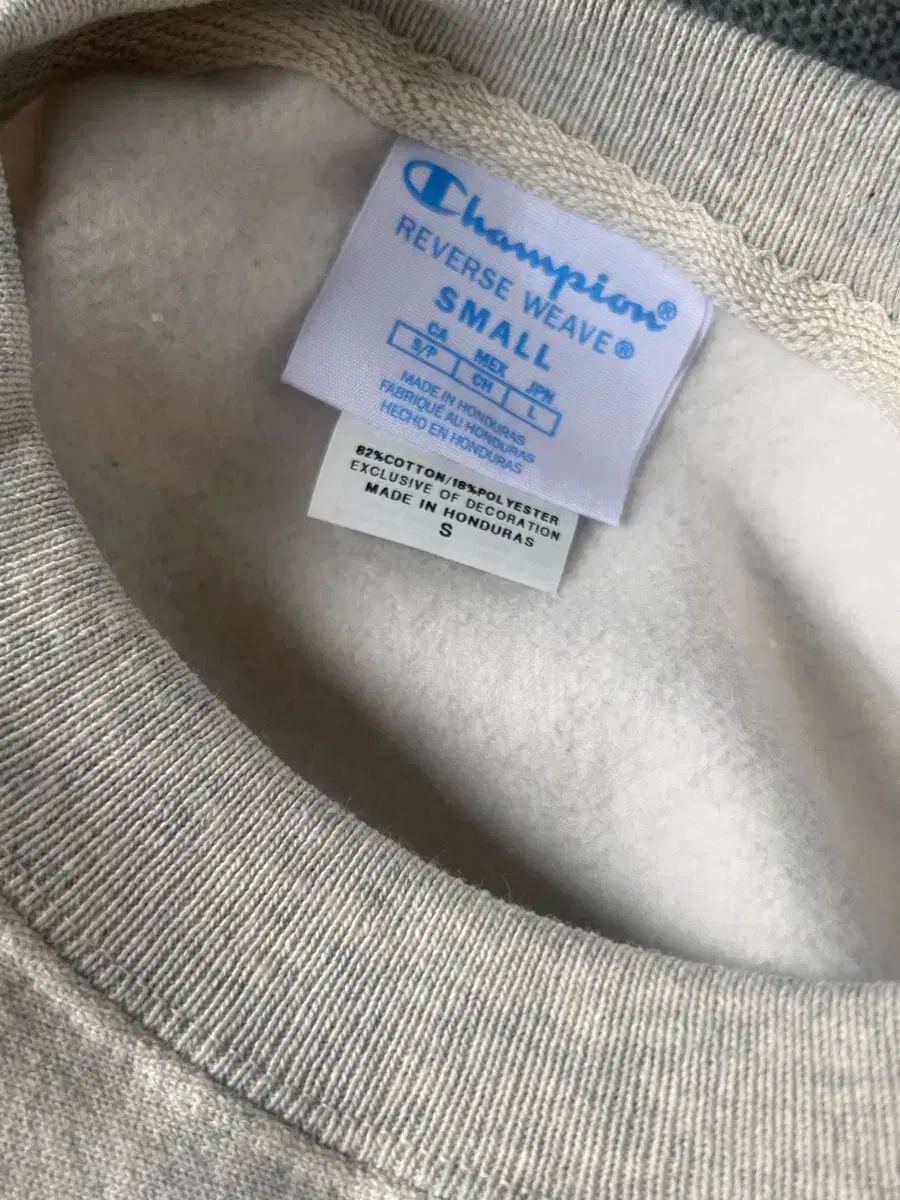 Champion®
REVERSE WEAVE®
SMALL
CA MEX JPN
S/P CH L
MADE IN HONDURAS
FABRIQUÉ AU HONDURAS
HECHO EN HONDURAS
82%COTTON/18%POLYESTER
EXCLUSIVE OF DECORATION
MADE IN HONDURAS
S